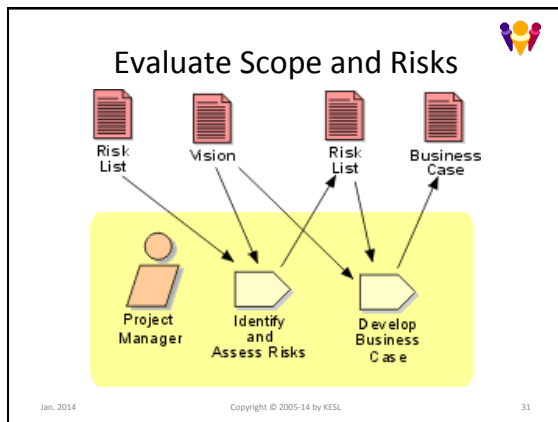 Evaluate Scope and Risks
Risk
List
Vision
Risk
List
Business
Case
Project
Manager
Identify
and
Assess Risks
Develop
Business
Case
Jan. 2014
Copyright © 2005-14 by KESL
31